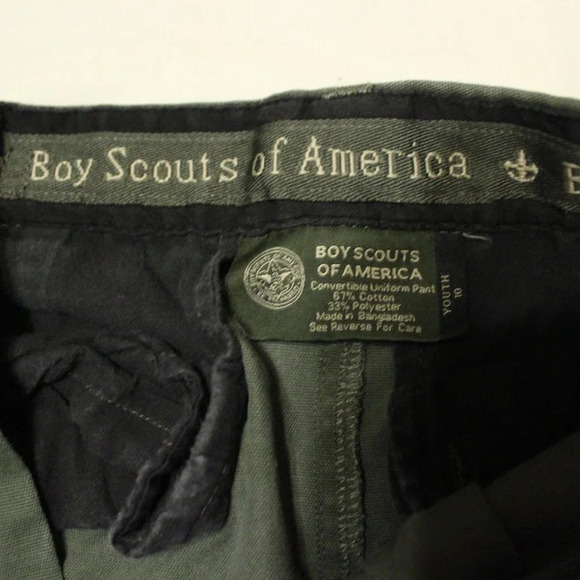 Boy Scouts of America ⚜ B
BOY SCOUTS
OF AMERICA
Convertible Uniform Pant
67% Cotton
33% Polyester
Made in Bangladesh
See Reverse For Care
YOUTH
10